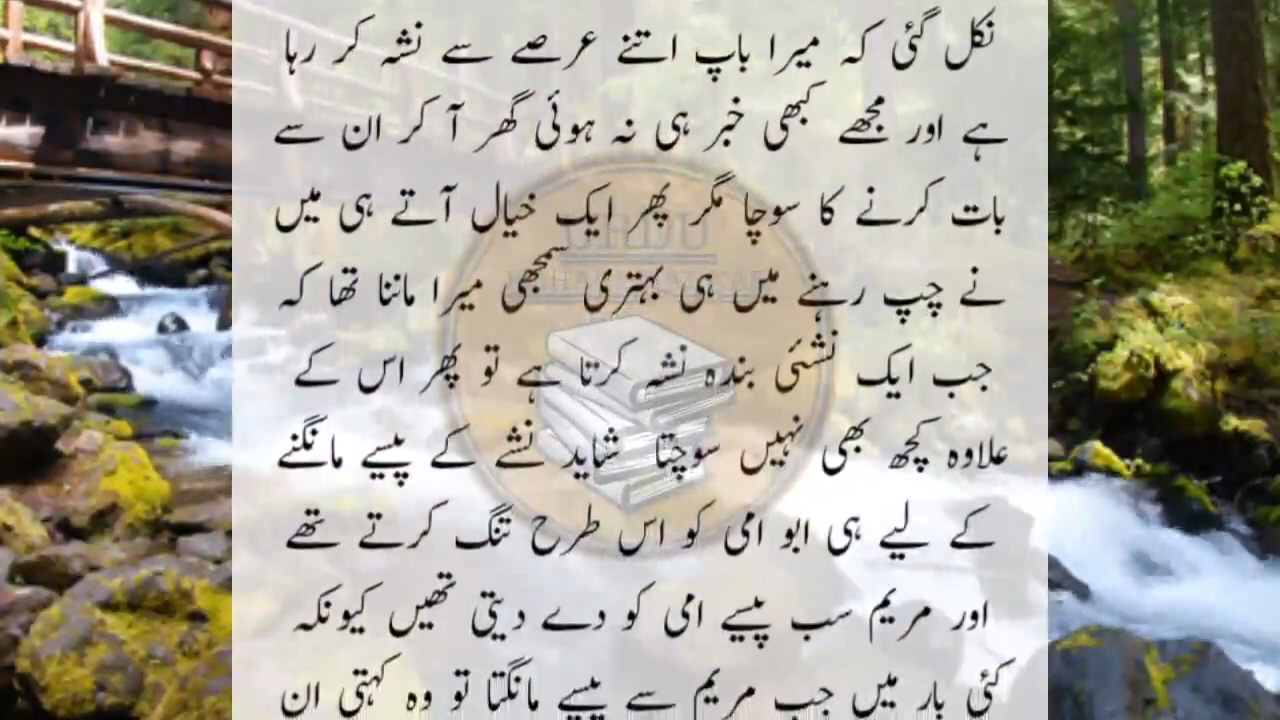 نکل گئی کہ میرا باپ اتنے عرصے سے نشہ کر رہا
ہے اور مجھے کبھی خبر ہی نہ ہوئی گھر آ کر ان سے
بات کرنے کا سوچا مگر پھر ایک خیال آتے ہی میں
نے چپ رہنے میں ہی بہتری سمجھی میرا ماننا تھا کہ
جب ایک نشئی بندہ نشہ کرتا ہے تو پھر اس کے
علاوہ کچھ بھی نہیں سوچتا شاید نشے کے پیسے مانگنے
کے لیے ہی ابو امی کو اس طرح تنگ کرتے تھے
اور مریم سب پیسے امی کو دے دیتی تھیں کیونکہ
کئی بار میں جب مریم سے پیسے مانگتا تو وہ کہتی ان
URDU